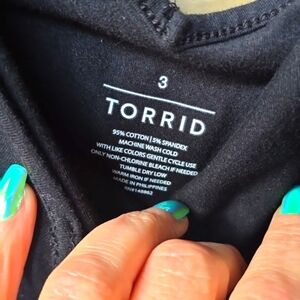 3
TORRID
95% COTTON | 5% SPANDEX
MACHINE WASH COLD
WITH LIKE COLORS GENTLE CYCLE USE
ONLY NON-CHLORINE BLEACH IF NEEDED
TUMBLE DRY LOW
WARM IRON IF NEEDED
MADE IN PHILIPPINES